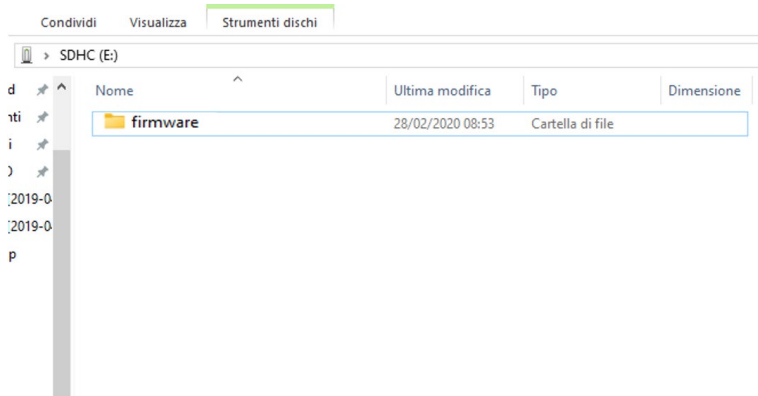 Condividi Visualizza Strumenti dischi
SDHC (E:)
Nome Ultima modifica Tipo Dimensione
firmware 28/02/2020 08:53 Cartella di file
[2019-0
[2019-0